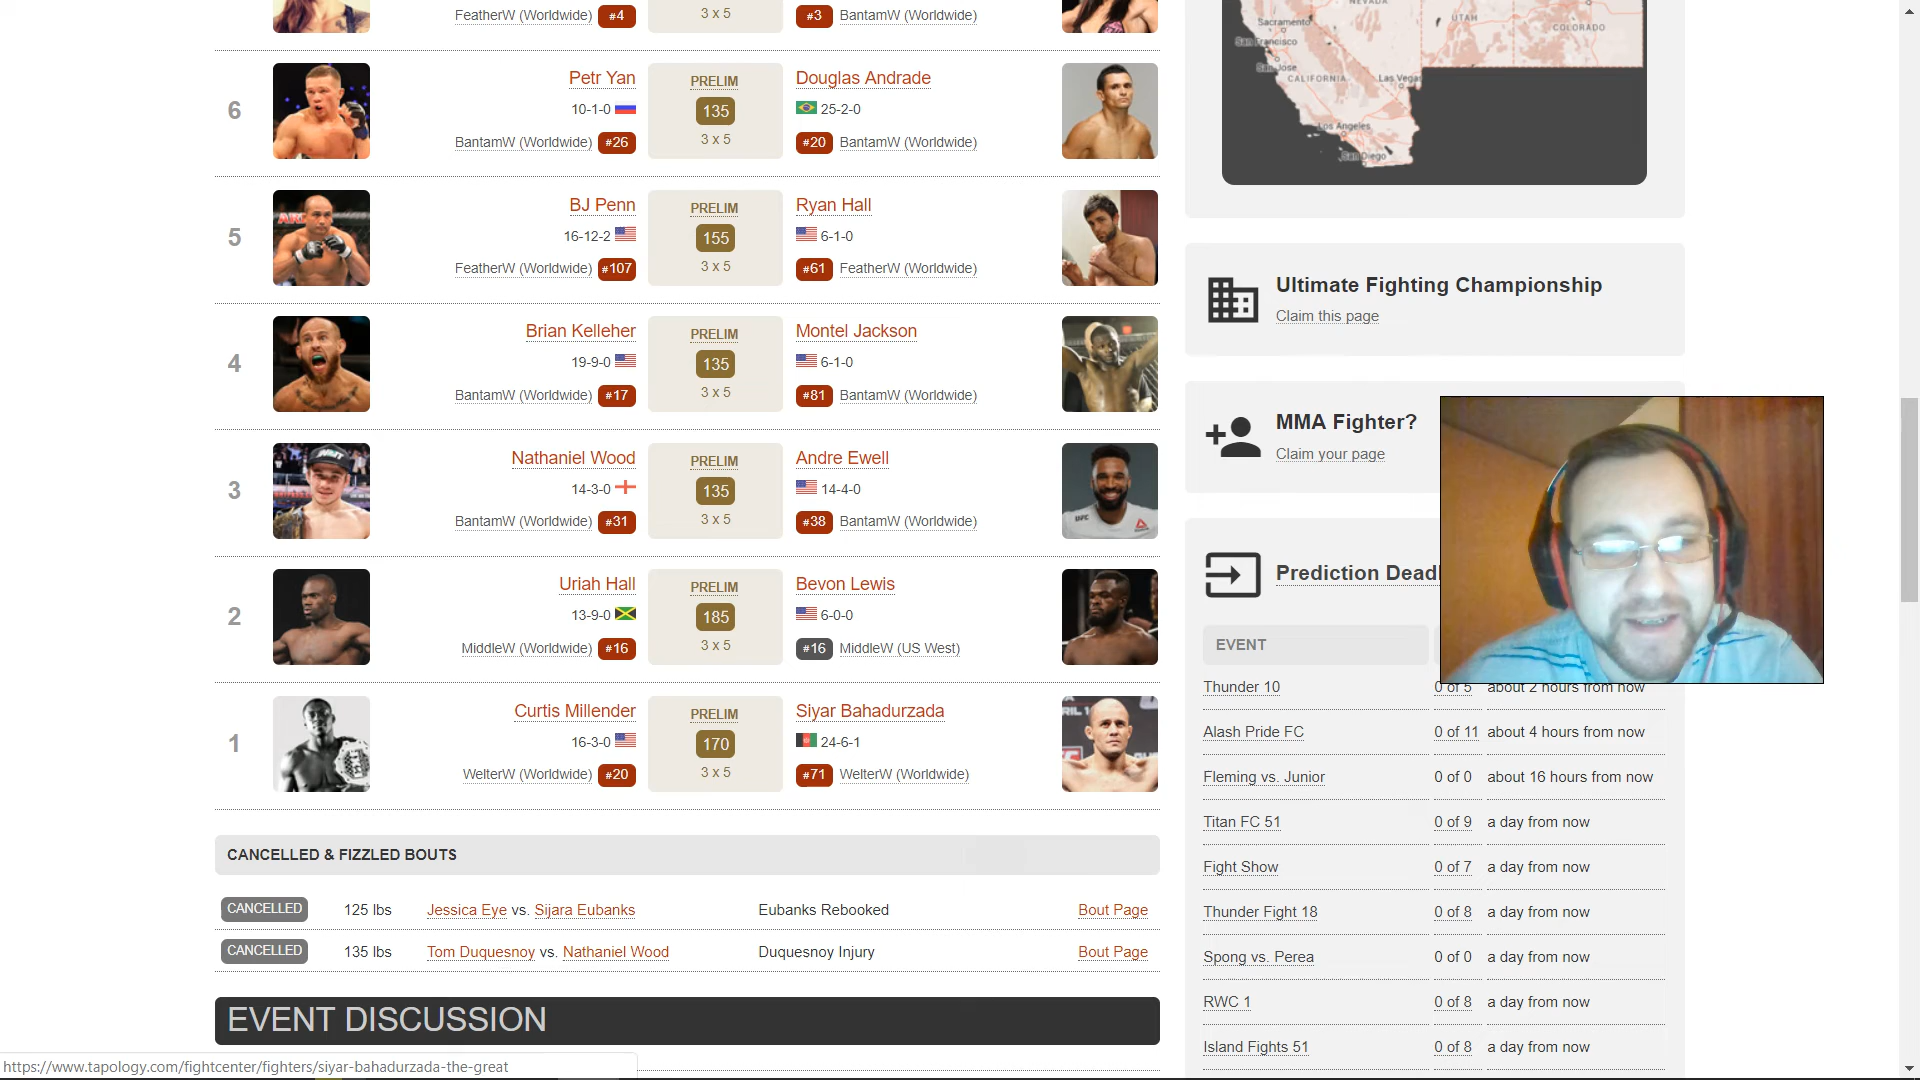 FeatherW (Worldwide) #4 3 x 5 #3 BantamW (Worldwide)
6 Petr Yan PRELIM Douglas Andrade
10-1-0 135 25-2-0
BantamW (Worldwide) #26 3 x 5 #20 BantamW (Worldwide)
5 BJ Penn PRELIM Ryan Hall
16-12-2 155 6-1-0
FeatherW (Worldwide) #107 3 x 5 #61 FeatherW (Worldwide)
4 Brian Kelleher PRELIM Montel Jackson
19-9-0 135 6-1-0
BantamW (Worldwide) #17 3 x 5 #81 BantamW (Worldwide)
3 Nathaniel Wood PRELIM Andre Ewell
14-3-0 135 14-4-0
BantamW (Worldwide) #31 3 x 5 #38 BantamW (Worldwide)
2 Uriah Hall PRELIM Bevon Lewis
13-9-0 185 6-0-0
MiddleW (Worldwide) #16 3 x 5 #16 MiddleW (US West)
1 Curtis Millender PRELIM Siyar Bahadurzada
16-3-0 170 24-6-1
WelterW (Worldwide) #20 3 x 5 #71 WelterW (Worldwide)
CANCELLED & FIZZLED BOUTS
CANCELLED 125 lbs Jessica Eye vs. Sijara Eubanks Eubanks Rebooked Bout Page
CANCELLED 135 lbs Tom Duquesnoy vs. Nathaniel Wood Duquesnoy Injury Bout Page
EVENT DISCUSSION
https://www.tapology.com/fightcenter/fighters/siyar-bahadurzada-the-great
NEVADA
UTAH
COLORADO
Sacramento
San Francisco
San Jose
CALIFORNIA
Las Vegas
Los Angeles
San Diego
Ultimate Fighting Championship
Claim this page
MMA Fighter?
Claim your page
Prediction Deadl
EVENT
Thunder 10 0 of 5 about 2 hours from now
Alash Pride FC 0 of 11 about 4 hours from now
Fleming vs. Junior 0 of 0 about 16 hours from now
Titan FC 51 0 of 9 a day from now
Fight Show 0 of 7 a day from now
Thunder Fight 18 0 of 8 a day from now
Spong vs. Perea 0 of 0 a day from now
RWC 1 0 of 8 a day from now
Island Fights 51 0 of 8 a day from now